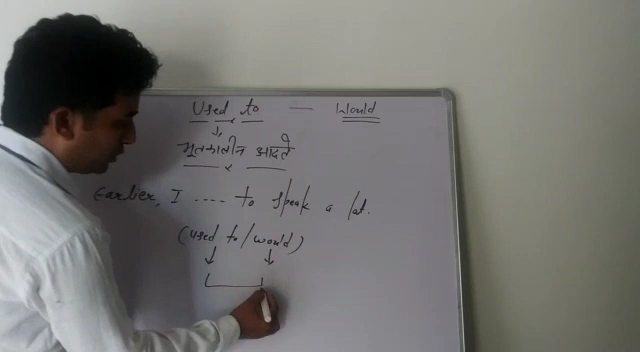 Used to — Would
भूतकालीन आदतें
Earlier, I .... to speak a lot.
(used to/would)